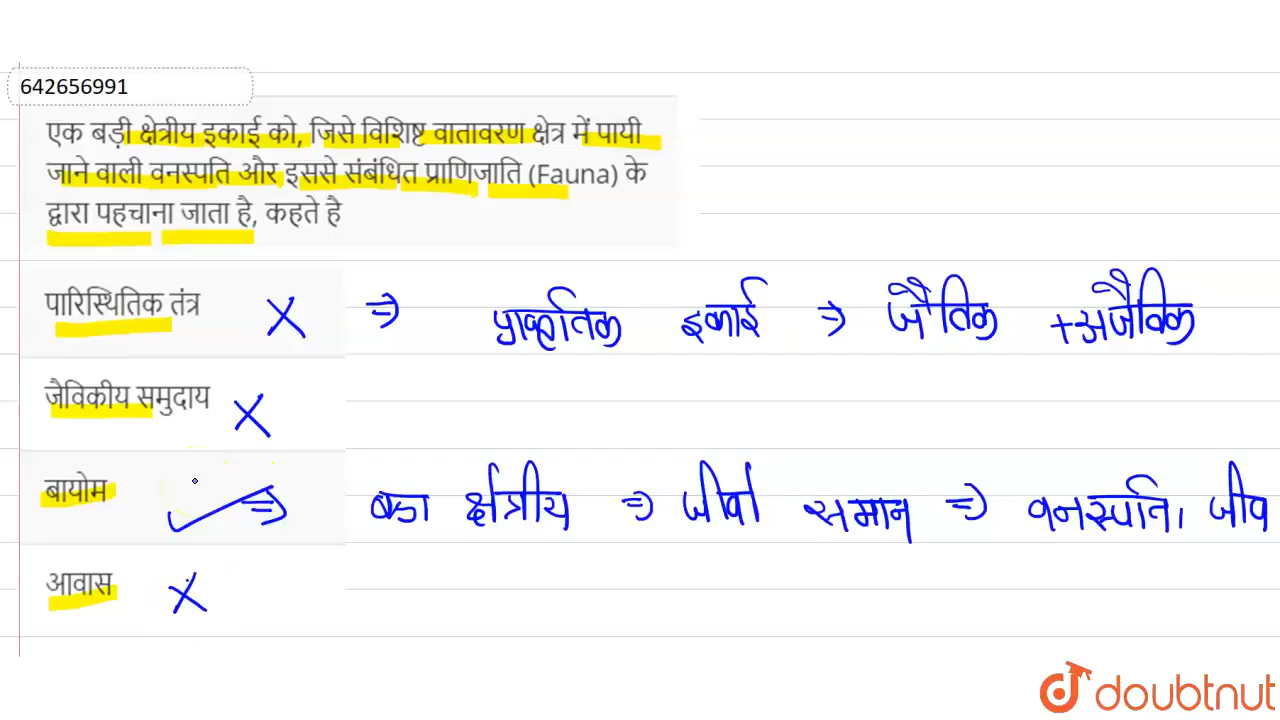 642656991
एक बड़ी क्षेत्रीय इकाई को, जिसे विशिष्ट वातावरण क्षेत्र में पायी
जाने वाली वनस्पति और इससे संबंधित प्राणिजाति (Fauna) के
द्वारा पहचाना जाता है, कहते है
पारिस्थितिक तंत्र X ⇒ प्राकृतिक इकाई ⇒ जैविक + अजैविक
जैविकीय समुदाय X
बायोम ✓ ⇒ बडा क्षेत्रीय ⇒ जीवों समान ⇒ वनस्पति, जीव
आवास X
doubtnut